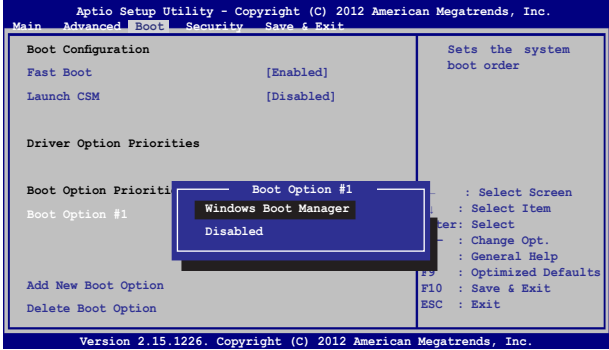 Aptio Setup Utility - Copyright (C) 2012 American Megatrends, Inc.
Main Advanced Boot Security Save & Exit
Boot Configuration
Fast Boot [Enabled]
Launch CSM [Disabled]
Driver Option Priorities
Boot Option
Boot Option #1
Add New Boot Option
Delete Boot Option
Boot Option #1
Windows Boot Manager
Disabled
Sets the system
boot order
: Select Screen
: Select Item
: Select
: Change Opt.
: General Help
F9 : Optimized Defaults
F10 : Save & Exit
ESC : Exit
Version 2.15.1226. Copyright (C) 2012 American Megatrends, Inc.